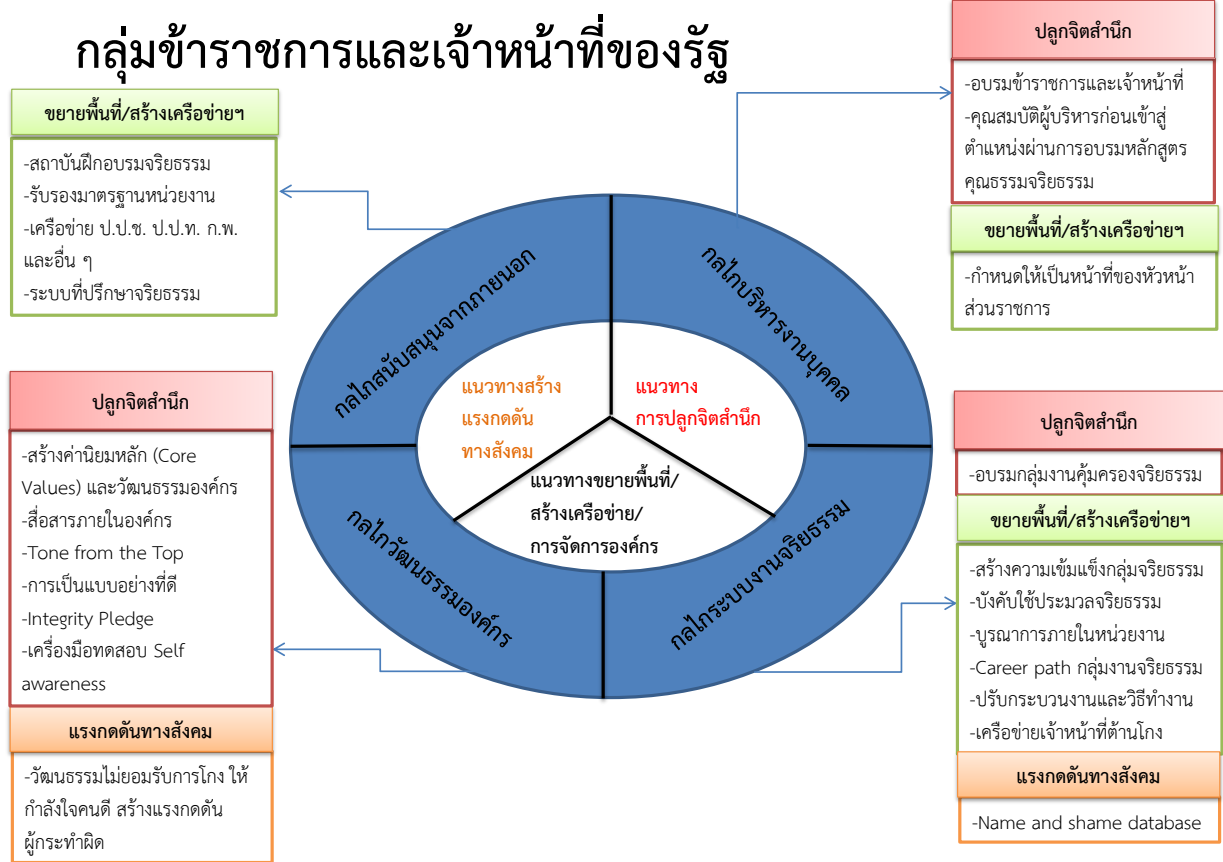 กลุ่มข้าราชการและเจ้าหน้าที่ของรัฐ
ขยายพื้นที่/สร้างเครือข่ายฯ
-สถาบันฝึกอบรมจริยธรรม
-รับรองมาตรฐานหน่วยงาน
-เครือข่าย ป.ป.ช. ป.ป.ท. ก.พ.
และอื่น ๆ
-ระบบที่ปรึกษาจริยธรรม
ปลูกจิตสำนึก
-อบรมข้าราชการและเจ้าหน้าที่
-คุณสมบัติผู้บริหารก่อนเข้าสู่
ตำแหน่งผ่านการอบรมหลักสูตร
คุณธรรมจริยธรรม
ขยายพื้นที่/สร้างเครือข่ายฯ
-กำหนดให้เป็นหน้าที่ของหัวหน้า
ส่วนราชการ
กลไกสนับสนุนจากภายนอก
กลไกบริหารงานบุคคล
กลไกวัฒนธรรมองค์กร
กลไกระบบงานจริยธรรม
แนวทางสร้าง
แรงกดดัน
ทางสังคม
แนวทาง
การปลูกจิตสำนึก
แนวทางขยายพื้นที่/
สร้างเครือข่าย/
การจัดการองค์กร
ปลูกจิตสำนึก
-สร้างค่านิยมหลัก (Core
Values) และวัฒนธรรมองค์กร
-สื่อสารภายในองค์กร
-Tone from the Top
-การเป็นแบบอย่างที่ดี
-Integrity Pledge
-เครื่องมือทดสอบ Self
awareness
แรงกดดันทางสังคม
-วัฒนธรรมไม่ยอมรับการโกง ให้
กำลังใจคนดี สร้างแรงกดดัน
ผู้กระทำผิด
ปลูกจิตสำนึก
-อบรมกลุ่มงานคุ้มครองจริยธรรม
ขยายพื้นที่/สร้างเครือข่ายฯ
-สร้างความเข้มแข็งกลุ่มจริยธรรม
-บังคับใช้ประมวลจริยธรรม
-บูรณาการภายในหน่วยงาน
-Career path กลุ่มงานจริยธรรม
-ปรับกระบวนงานและวิธีทำงาน
-เครือข่ายเจ้าหน้าที่ต้านโกง
แรงกดดันทางสังคม
-Name and shame database